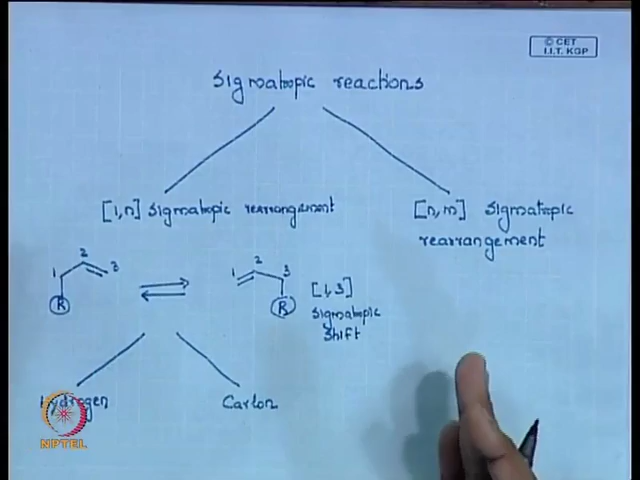 © CET
I.I.T. KGP
Sigmatropic reactions
[1,n] Sigmatropic rearrangement
[n,m] Sigmatropic
rearrangement
1 2 3
R
1 2 3
R
[1,3]
Sigmatropic
Shift
Hydrogen
Carbon
NPTEL